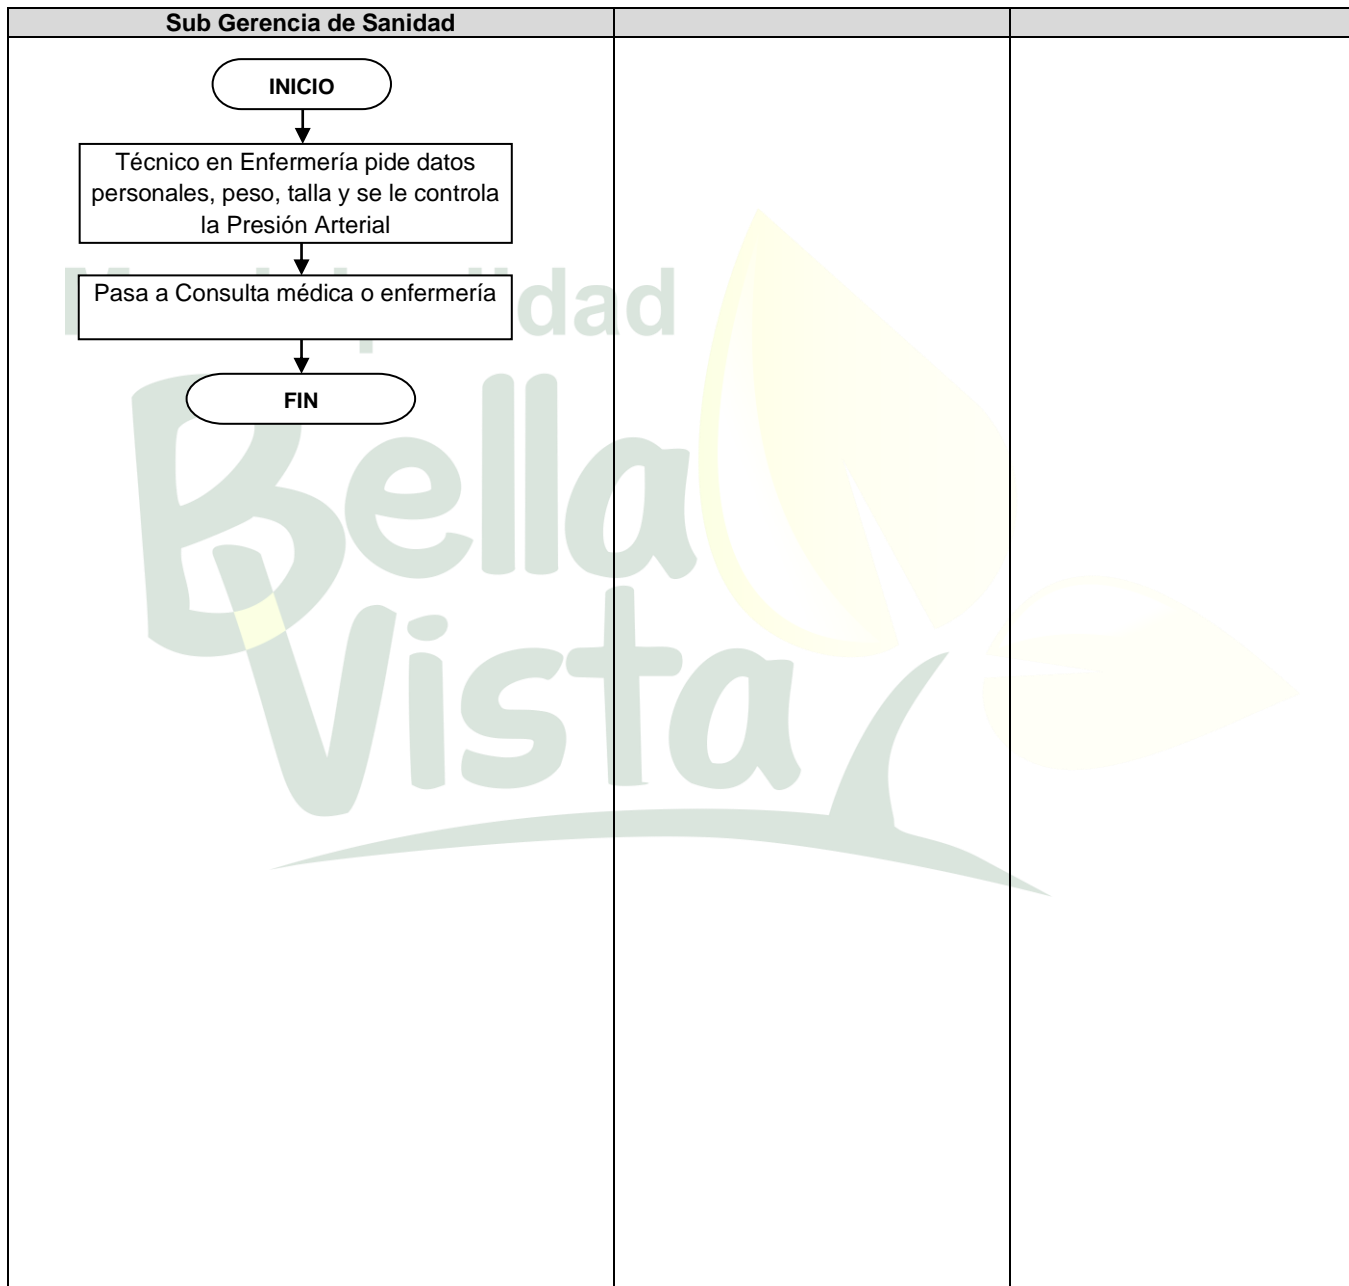 Sub Gerencia de Sanidad
INICIO
Técnico en Enfermería pide datos
personales, peso, talla y se le controla
la Presión Arterial
Pasa a Consulta médica o enfermería
dad
FIN
Bella
Vista